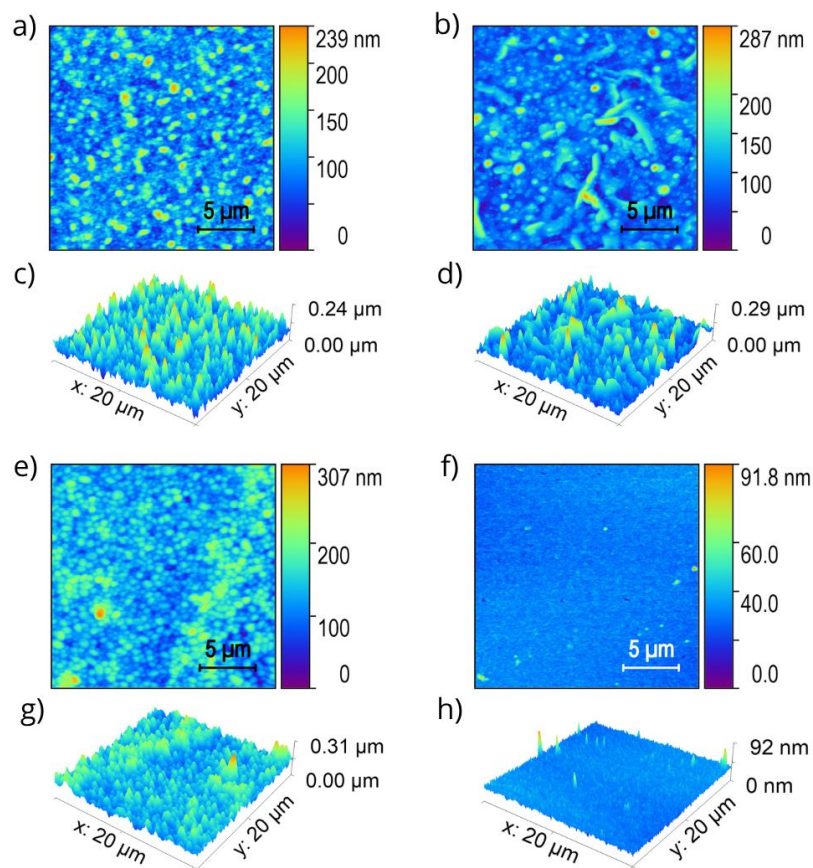 a)
239 nm
200
150
100
0
5 µm
b)
287 nm
200
150
100
0
5 µm
c)
0.24 µm
0.00 µm
x: 20 µm
y: 20 µm
d)
0.29 µm
0.00 µm
x: 20 µm
y: 20 µm
e)
307 nm
200
100
0
5 µm
f)
91.8 nm
60.0
40.0
0.0
5 µm
g)
0.31 µm
0.00 µm
x: 20 µm
y: 20 µm
h)
92 nm
0 nm
x: 20 µm
y: 20 µm